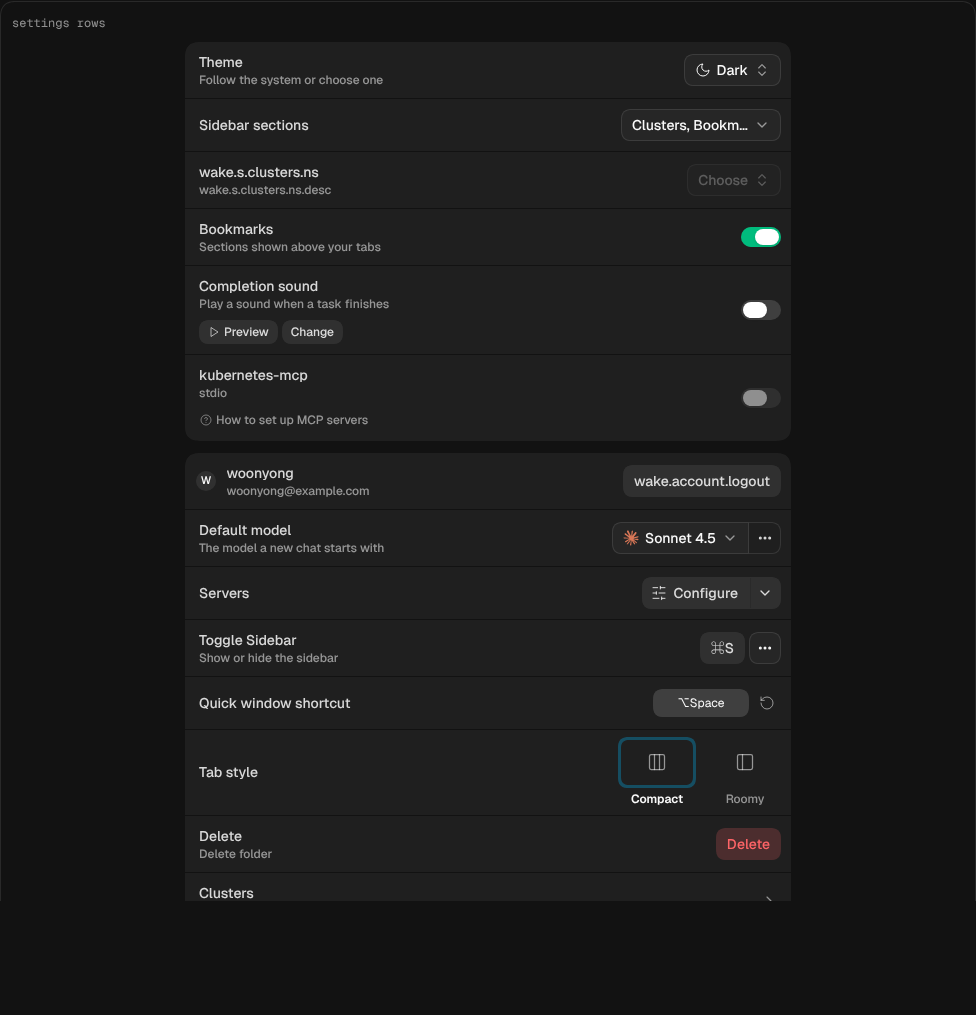 settings rows
Theme
Follow the system or choose one
Dark
Sidebar sections
Clusters, Bookm...
wake.s.clusters.ns
wake.s.clusters.ns.desc
Choose
Bookmarks
Sections shown above your tabs
Completion sound
Play a sound when a task finishes
Preview
Change
kubernetes-mcp
stdio
How to set up MCP servers
W
woonyong
woonyong@example.com
wake.account.logout
Default model
The model a new chat starts with
Sonnet 4.5
Servers
Configure
Toggle Sidebar
Show or hide the sidebar
⌘S
Quick window shortcut
⌥Space
Tab style
Compact
Roomy
Delete
Delete folder
Delete
Clusters